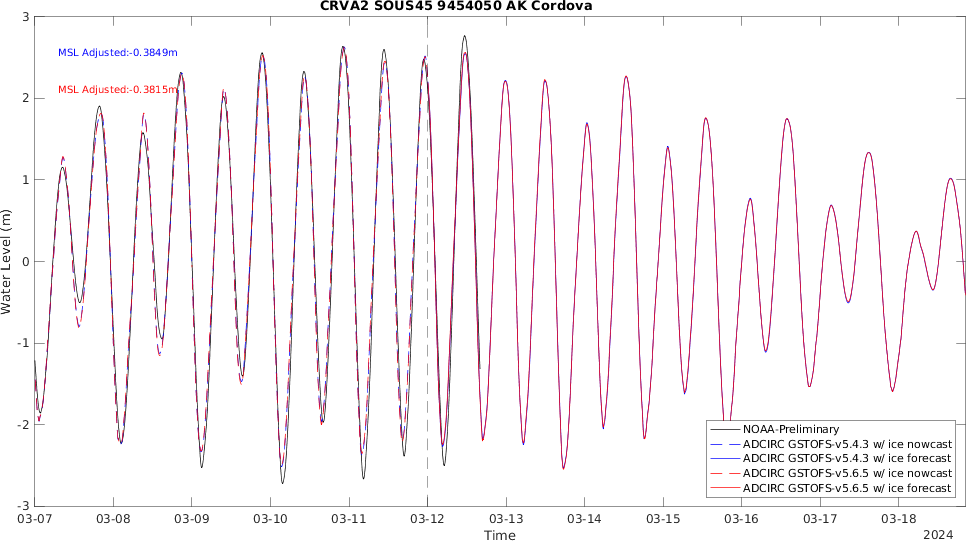 CRVA2 SOUS45 9454050 AK Cordova
MSL Adjusted:-0.3849m
MSL Adjusted:-0.3815m
Water Level (m)
3
2
1
0
-1
-2
-3
NOAA-Preliminary
ADCIRC GSTOFS-v5.4.3 w/ ice nowcast
ADCIRC GSTOFS-v5.4.3 w/ ice forecast
ADCIRC GSTOFS-v5.6.5 w/ ice nowcast
ADCIRC GSTOFS-v5.6.5 w/ ice forecast
03-07 03-08 03-09 03-10 03-11 03-12 03-13 03-14 03-15 03-16 03-17 03-18
Time
2024